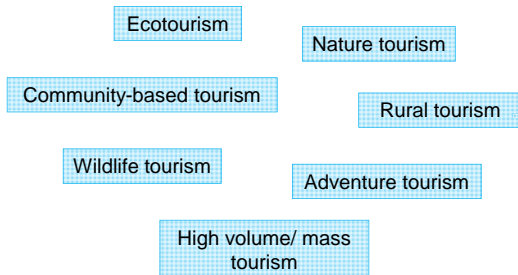 Ecotourism
Nature tourism
Community-based tourism
Rural tourism
Wildlife tourism
Adventure tourism
High volume/ mass
tourism